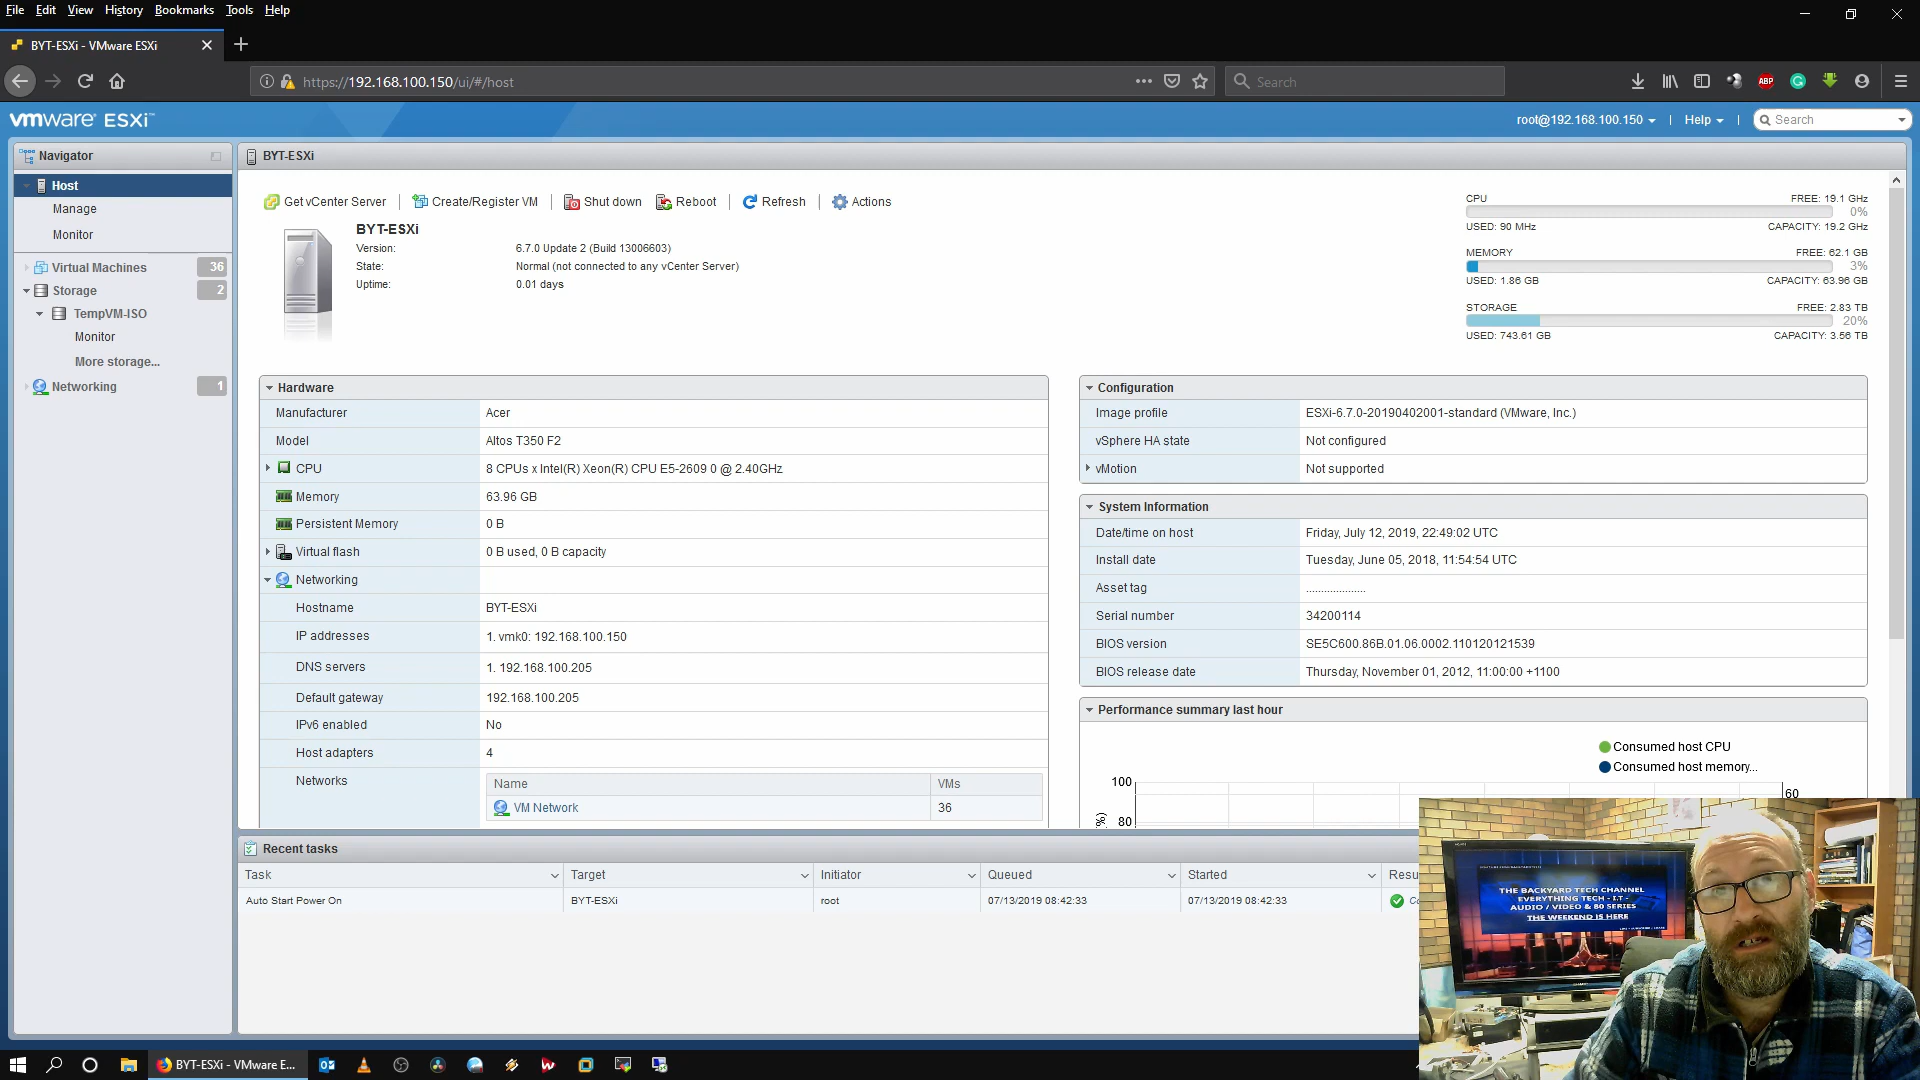 File Edit View History Bookmarks Tools Help
BYT-ESXi - VMware ESXi
https://192.168.100.150/ui/#/host
Search
ABP
vmware ESXi
root@192.168.100.150 | Help | Search
Navigator
Host
Manage
Monitor
Virtual Machines 36
Storage 2
TempVM-ISO
Monitor
More storage...
Networking 1
BYT-ESXi
Get vCenter Server | Create/Register VM | Shut down Reboot | Refresh | Actions
BYT-ESXi
Version: 6.7.0 Update 2 (Build 13006603)
State: Normal (not connected to any vCenter Server)
Uptime: 0.01 days
CPU FREE: 19.1 GHz
0%
USED: 90 MHz CAPACITY: 19.2 GHz
MEMORY FREE: 62.1 GB
3%
USED: 1.86 GB CAPACITY: 63.96 GB
STORAGE FREE: 2.83 TB
20%
USED: 743.61 GB CAPACITY: 3.56 TB
Hardware
Manufacturer Acer
Model Altos T350 F2
CPU 8 CPUs x Intel(R) Xeon(R) CPU E5-2609 0 @ 2.40GHz
Memory 63.96 GB
Persistent Memory 0 B
Virtual flash 0 B used, 0 B capacity
Networking
Hostname BYT-ESXi
IP addresses 1. vmk0: 192.168.100.150
DNS servers 1. 192.168.100.205
Default gateway 192.168.100.205
IPv6 enabled No
Host adapters 4
Networks Name VMs
VM Network 36
Configuration
Image profile ESXi-6.7.0-20190402001-standard (VMware, Inc.)
vSphere HA state Not configured
vMotion Not supported
System Information
Date/time on host Friday, July 12, 2019, 22:49:02 UTC
Install date Tuesday, June 05, 2018, 11:54:54 UTC
Asset tag ....................
Serial number 34200114
BIOS version SE5C600.86B.01.06.0002.110120121539
BIOS release date Thursday, November 01, 2012, 11:00:00 +1100
Performance summary last hour
Consumed host CPU
Consumed host memory...
100
60
80
(%)
Recent tasks
Task Target Initiator Queued Started Resu
Auto Start Power On BYT-ESXi root 07/13/2019 08:42:33 07/13/2019 08:42:33
THE BACKYARD TECH CHANNEL
EVERYTHING TECH - I.T -
AUDIO / VIDEO & 80 SERIES
THE WEEKEND IS HERE
BYT-ESXi - VMware E...